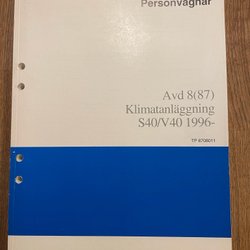 Personvagnar
Avd 8(87)
Klimatanläggning
S40/V40 1996-
TP 8708011